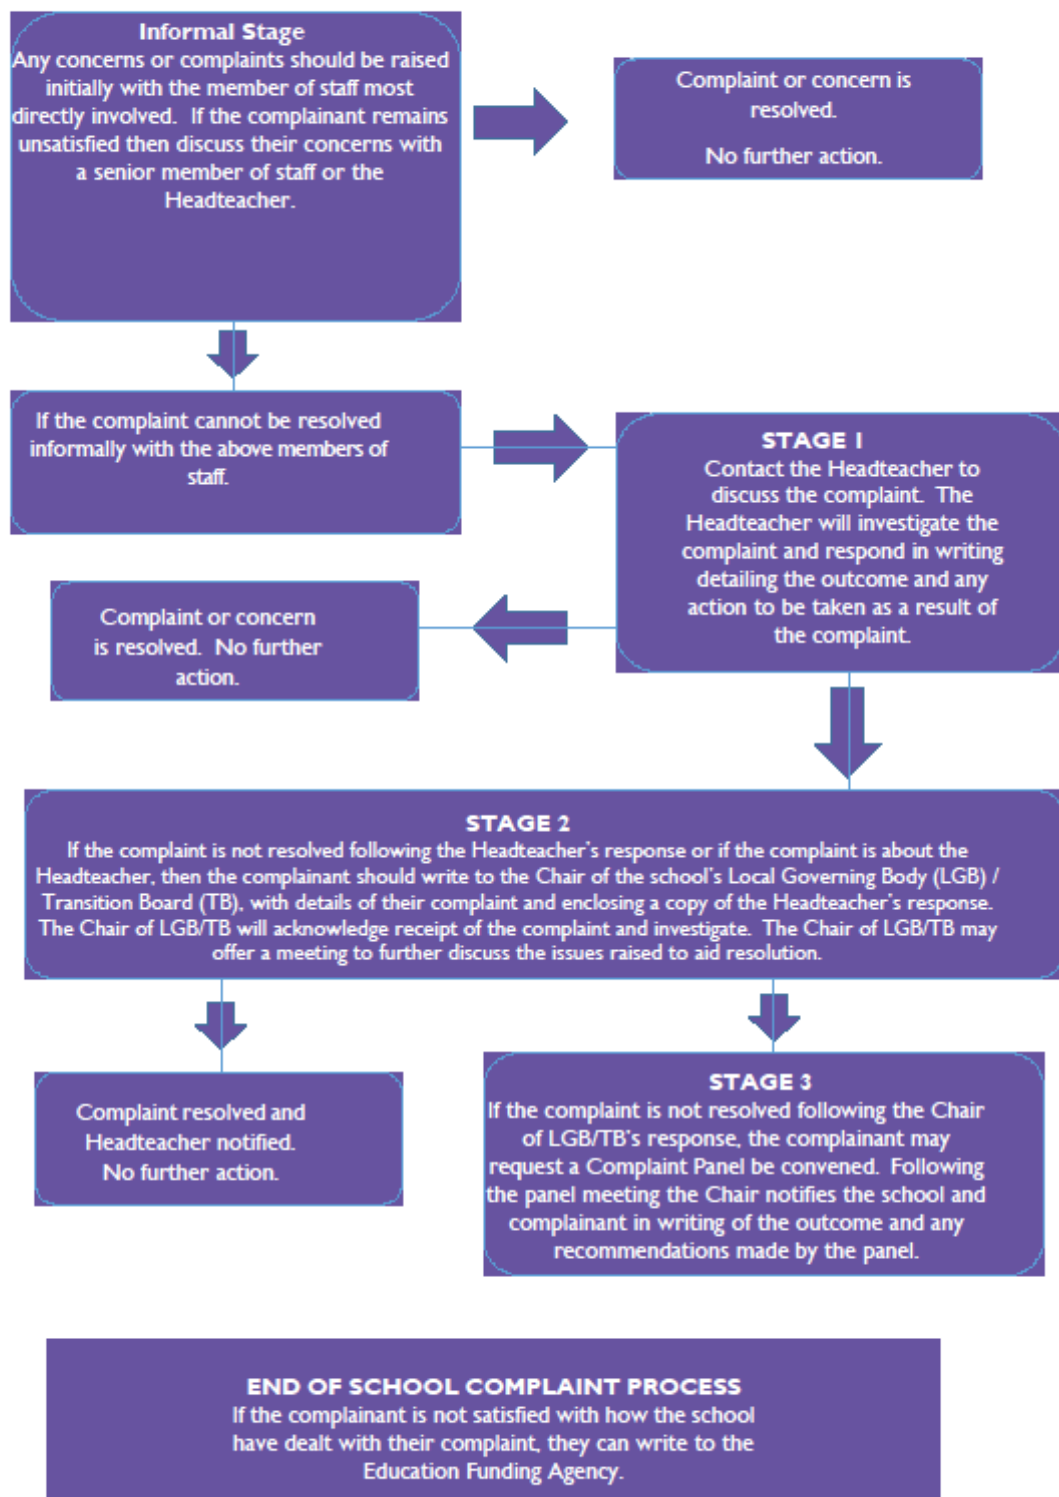 Informal Stage
Any concerns or complaints should be raised
initially with the member of staff most
directly involved. If the complainant remains
unsatisfied then discuss their concerns with
a senior member of staff or the
Headteacher.
Complaint or concern is
resolved.
No further action.
If the complaint cannot be resolved
informally with the above members of
staff.
STAGE 1
Contact the Headteacher to
discuss the complaint. The
Headteacher will investigate the
complaint and respond in writing
detailing the outcome and any
action to be taken as a result of
the complaint.
Complaint or concern
is resolved. No further
action.
STAGE 2
If the complaint is not resolved following the Headteacher's response or if the complaint is about the
Headteacher, then the complainant should write to the Chair of the school's Local Governing Body (LGB) /
Transition Board (TB), with details of their complaint and enclosing a copy of the Headteacher's response.
The Chair of LGB/TB will acknowledge receipt of the complaint and investigate. The Chair of LGB/TB may
offer a meeting to further discuss the issues raised to aid resolution.
Complaint resolved and
Headteacher notified.
No further action.
STAGE 3
If the complaint is not resolved following the Chair
of LGB/TB's response, the complainant may
request a Complaint Panel be convened. Following
the panel meeting the Chair notifies the school and
complainant in writing of the outcome and any
recommendations made by the panel.
END OF SCHOOL COMPLAINT PROCESS
If the complainant is not satisfied with how the school
have dealt with their complaint, they can write to the
Education Funding Agency.